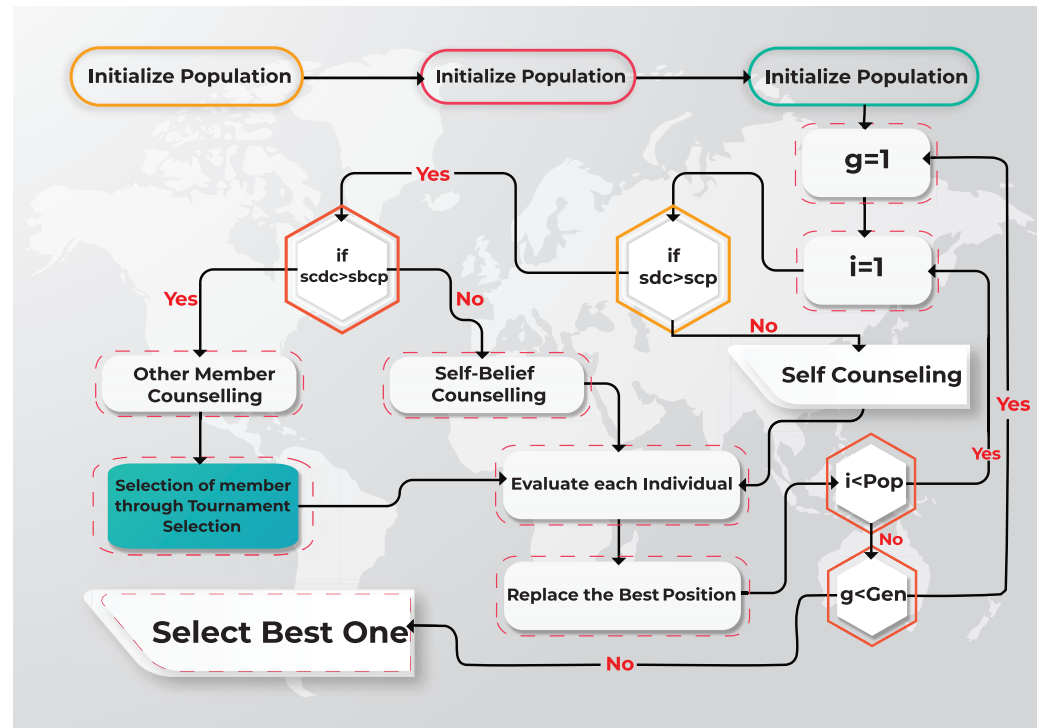 Initialize Population
Initialize Population
Initialize Population
g=1
Yes
if
scdc>sbcp
if
sdc>scp
i=1
Yes
No
No
Other Member
Counselling
Self-Belief
Counselling
Self Counseling
Yes
Yes
Selection of member
through Tournament
Selection
Evaluate each Individual
i<Pop
No
Replace the Best Position
g<Gen
Select Best One
No